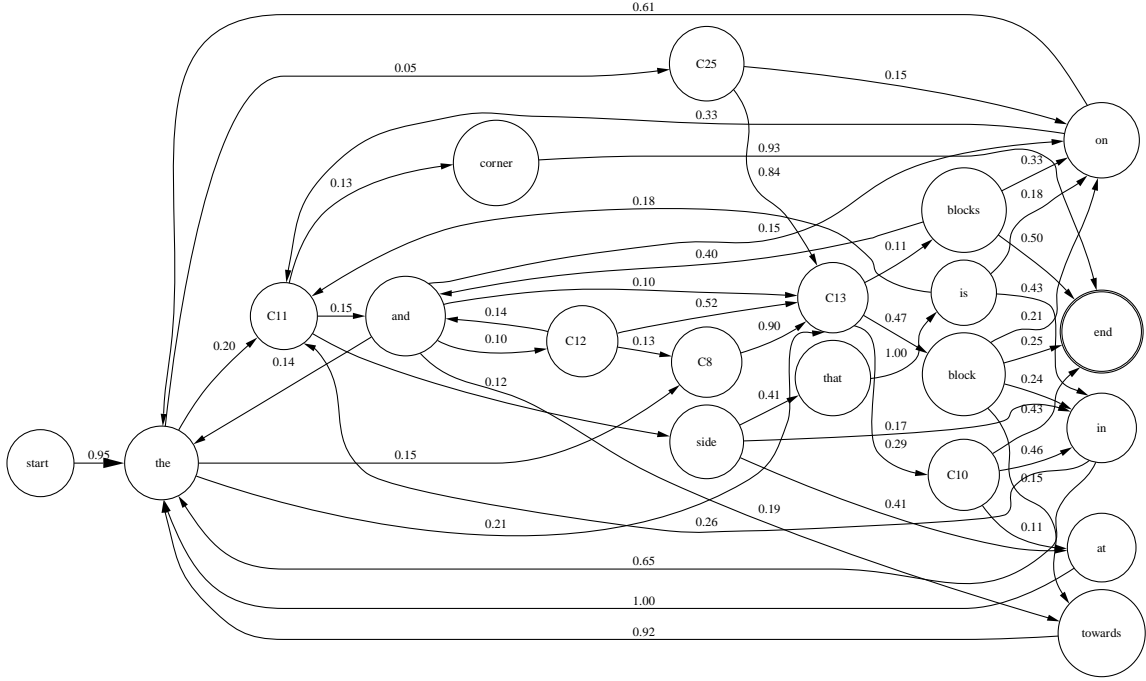 0.61
C25
0.05
0.15
0.33
on
corner
0.93
0.33
0.84
0.13
0.18
0.18
blocks
0.15
0.11
0.50
0.40
0.10
0.43
is
C13
0.52
C11
0.15
and
0.14
0.21
0.47
0.90
C12
end
0.10
0.13
0.25
0.20
1.00
C8
0.14
that
block
0.24
0.12
0.41
0.43
0.17
in
side
0.29
0.46
start
0.95
the
0.15
C10
0.15
0.41
0.19
0.21
0.26
0.11
at
0.65
1.00
0.92
towards